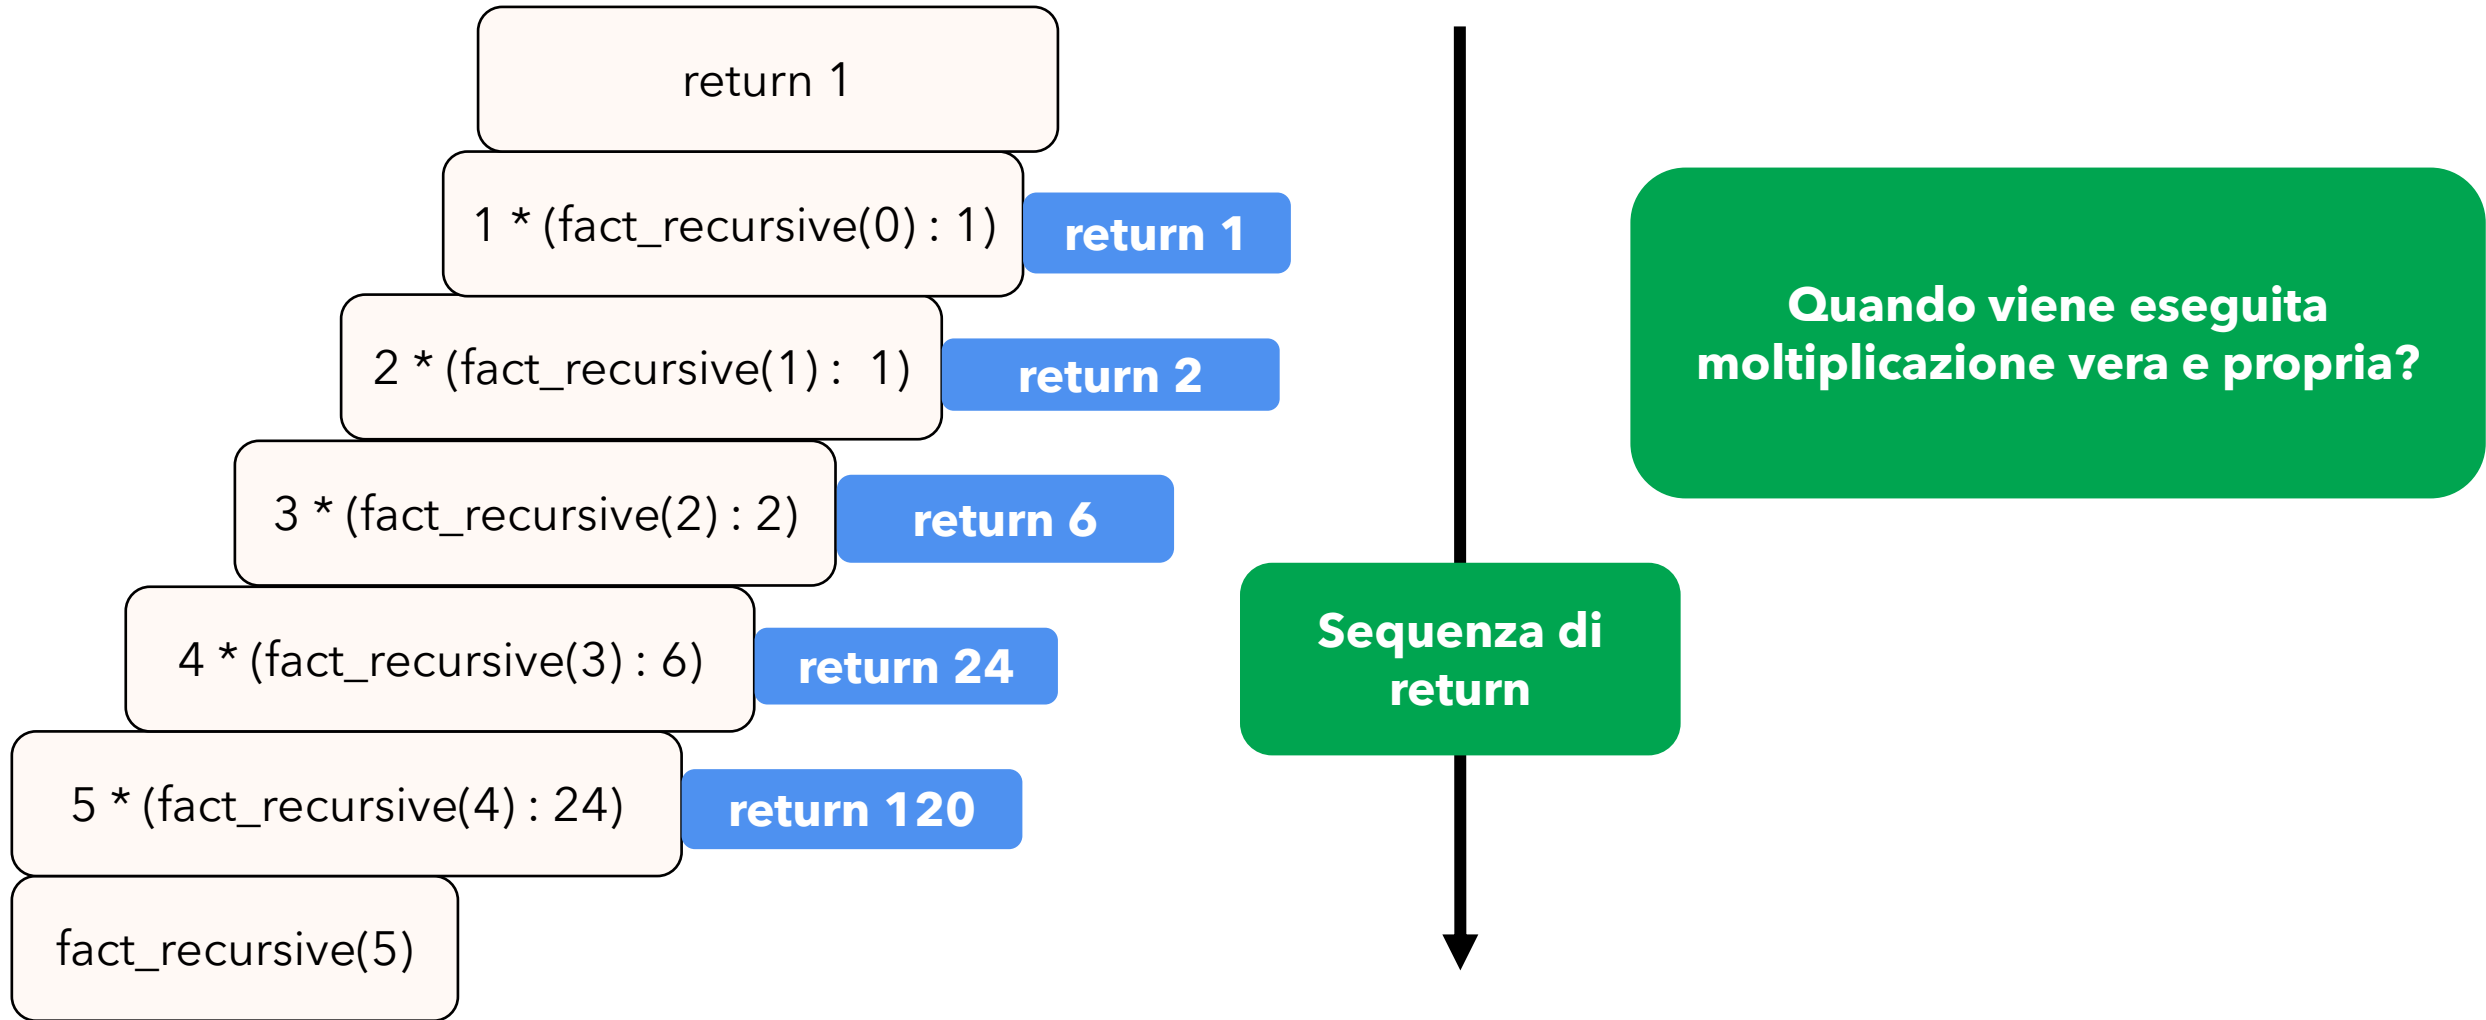 return 1
1 * (fact_recursive(0) : 1)
return 1
2 * (fact_recursive(1) :  1)
return 2
3 * (fact_recursive(2) : 2)
return 6
4 * (fact_recursive(3) : 6)
return 24
5 * (fact_recursive(4) : 24)
return 120
fact_recursive(5)
Quando viene eseguita
moltiplicazione vera e propria?
Sequenza di
return